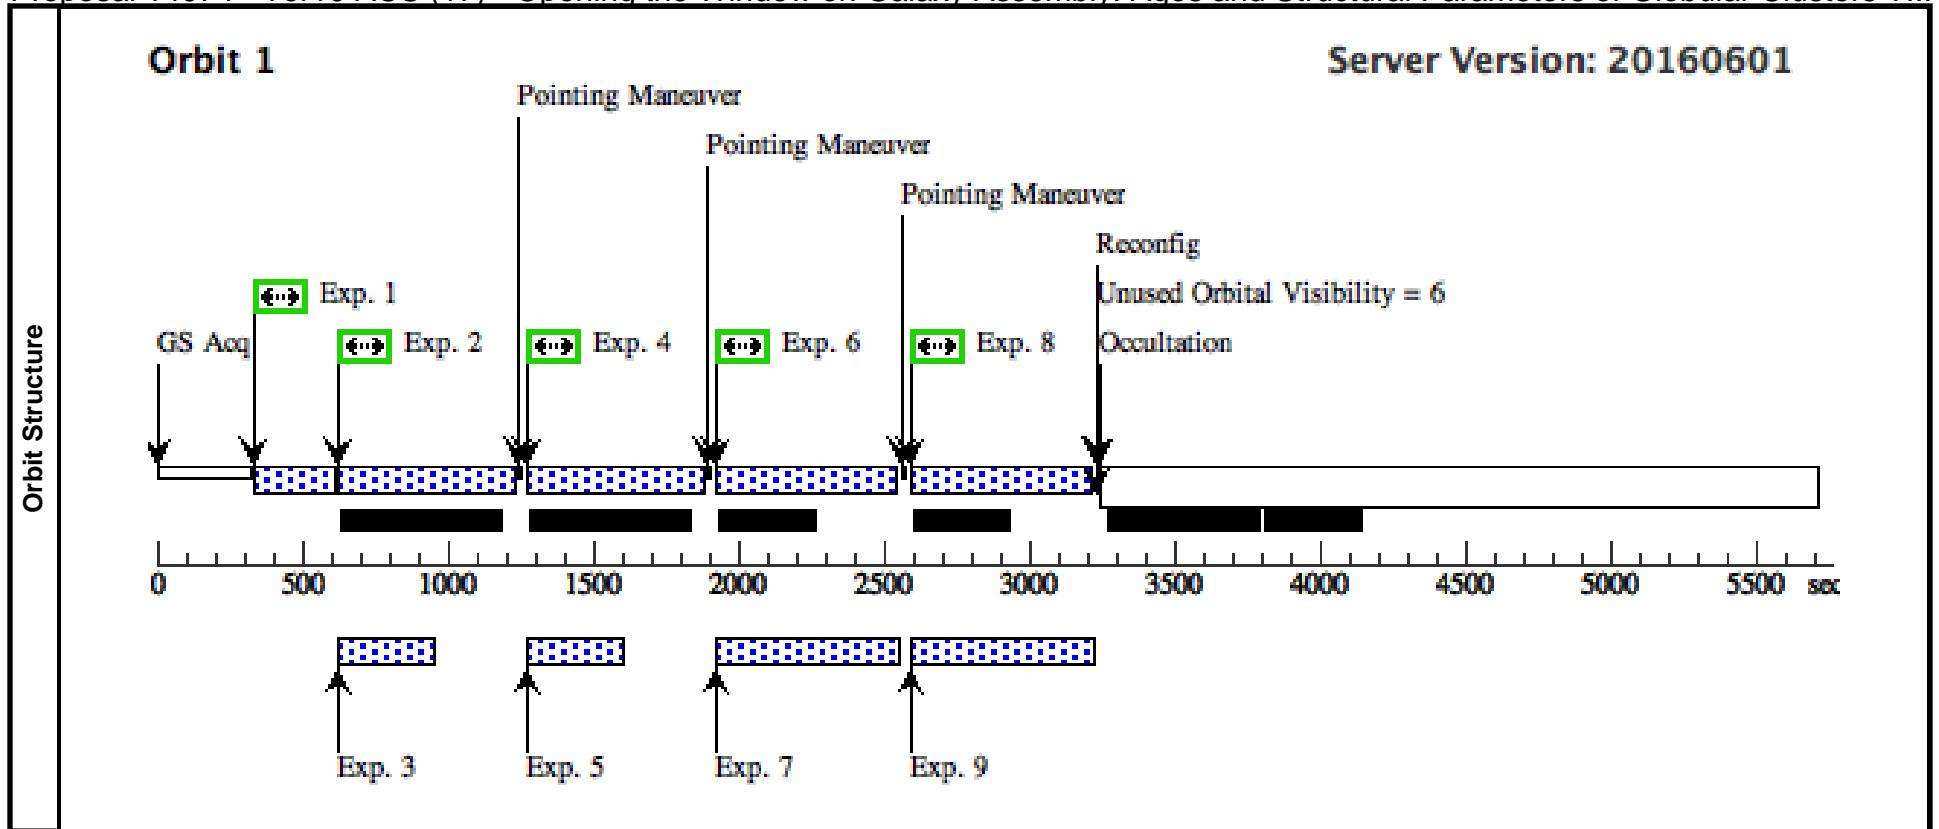 Orbit 1
Server Version: 20160601
Pointing Maneuver
Pointing Maneuver
Pointing Maneuver
Reconfig
Exp. 1
Unused Orbital Visibility = 6
GS Acq
Exp. 2
Exp. 4
Exp. 6
Exp. 8
Occultation
Orbit Structure
0 500 1000 1500 2000 2500 3000 3500 4000 4500 5000 5500 sec
Exp. 3
Exp. 5
Exp. 7
Exp. 9